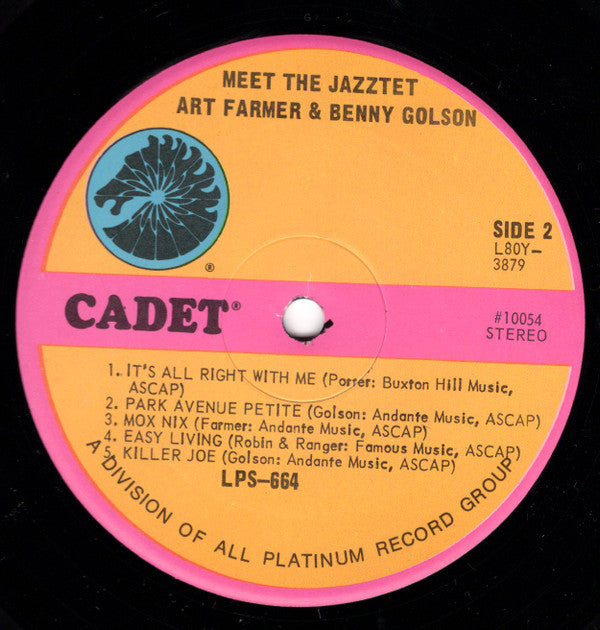 MEET THE JAZZTET
ART FARMER & BENNY GOLSON
®
SIDE 2
L80Y-
3879
CADET®
#10054
STEREO
1. IT'S ALL RIGHT WITH ME (Porter: Buxton Hill Music,
ASCAP)
2. PARK AVENUE PETITE (Golson: Andante Music, ASCAP)
3. MOX NIX (Farmer: Andante Music, ASCAP)
4. EASY LIVING (Robin & Ranger: Famous Music, ASCAP)
5. KILLER JOE (Golson: Andante Music, ASCAP)
LPS-664
A DIVISION OF ALL PLATINUM RECORD GROUP